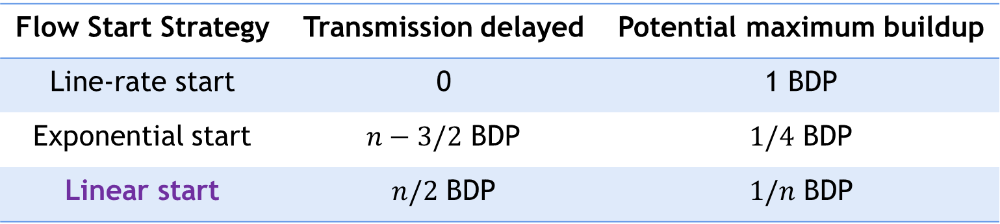 Flow Start Strategy Transmission delayed Potential maximum buildup
Line-rate start 0 1 BDP
Exponential start n − 3/2 BDP 1/4 BDP
Linear start n/2 BDP 1/n BDP